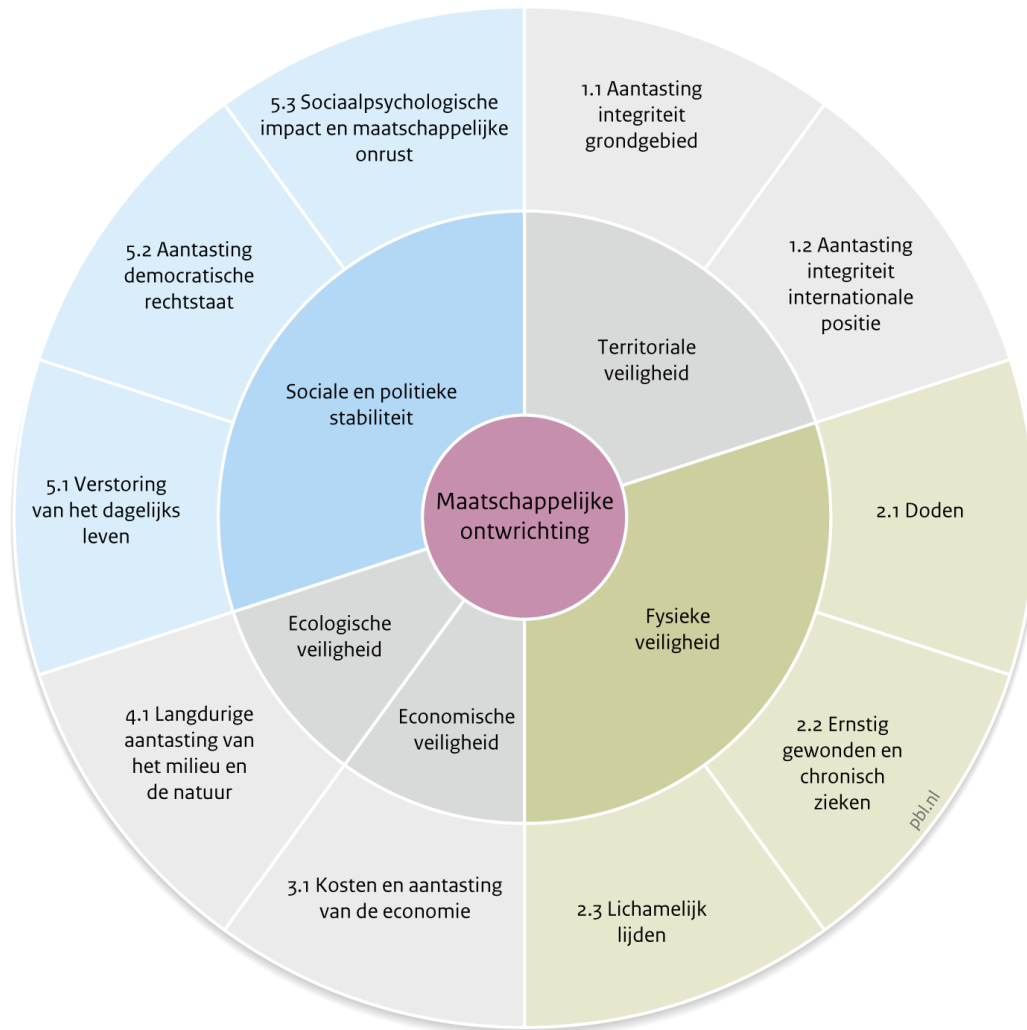 5.3 Sociaalpsychologische
impact en maatschappelijke
onrust
1.1 Aantasting
integriteit
grondgebied
5.2 Aantasting
democratische
rechtstaat
1.2 Aantasting
integriteit
internationale
positie
Territoriale
veiligheid
Sociale en politieke
stabiliteit
5.1 Verstoring
van het dagelijks
leven
Maatschappelijke
ontwrichting
2.1 Doden
Ecologische
veiligheid
Fysieke
veiligheid
4.1 Langdurige
aantasting van
het milieu en
de natuur
Economische
veiligheid
2.2 Ernstig
gewonden en
chronisch
zieken
3.1 Kosten en aantasting
van de economie
2.3 Lichamelijk
lijden
pbl.nl